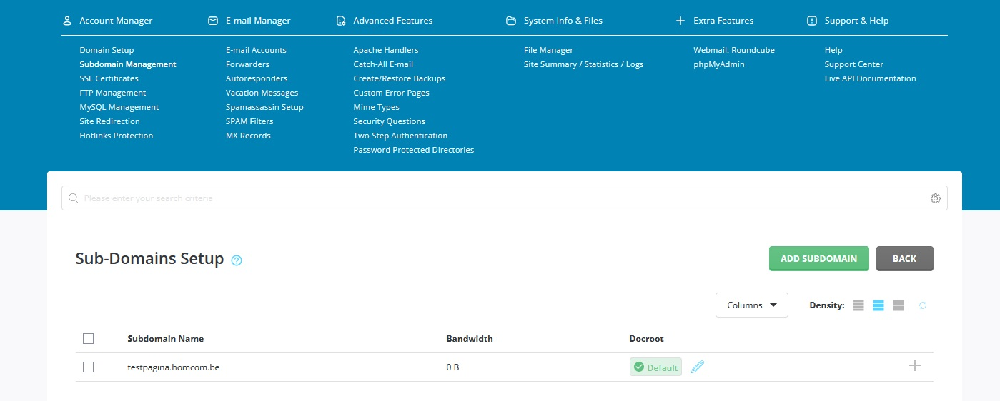 Account Manager
E-mail Manager
Advanced Features
System Info & Files
Extra Features
Support & Help
Domain Setup
Subdomain Management
SSL Certificates
FTP Management
MySQL Management
Site Redirection
Hotlinks Protection
E-mail Accounts
Forwarders
Autoresponders
Vacation Messages
Spamassassin Setup
SPAM Filters
MX Records
Apache Handlers
Catch-All E-mail
Create/Restore Backups
Custom Error Pages
Mime Types
Security Questions
Two-Step Authentication
Password Protected Directories
File Manager
Site Summary / Statistics / Logs
Webmail: Roundcube
phpMyAdmin
Help
Support Center
Live API Documentation
Please enter your search criteria
Sub-Domains Setup
ADD SUBDOMAIN
BACK
Columns
Density:
Subdomain Name
Bandwidth
Docroot
testpagina.homcom.be
0 B
Default